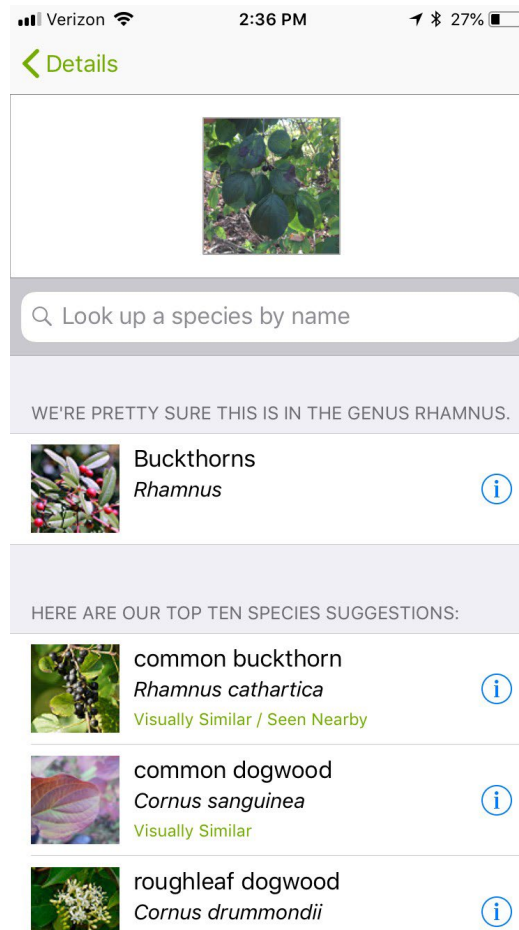 Verizon 2:36 PM 27%
Details
Look up a species by name
WE'RE PRETTY SURE THIS IS IN THE GENUS RHAMNUS.
Buckthorns
Rhamnus
HERE ARE OUR TOP TEN SPECIES SUGGESTIONS:
common buckthorn
Rhamnus cathartica
Visually Similar / Seen Nearby
common dogwood
Cornus sanguinea
Visually Similar
roughleaf dogwood
Cornus drummondii